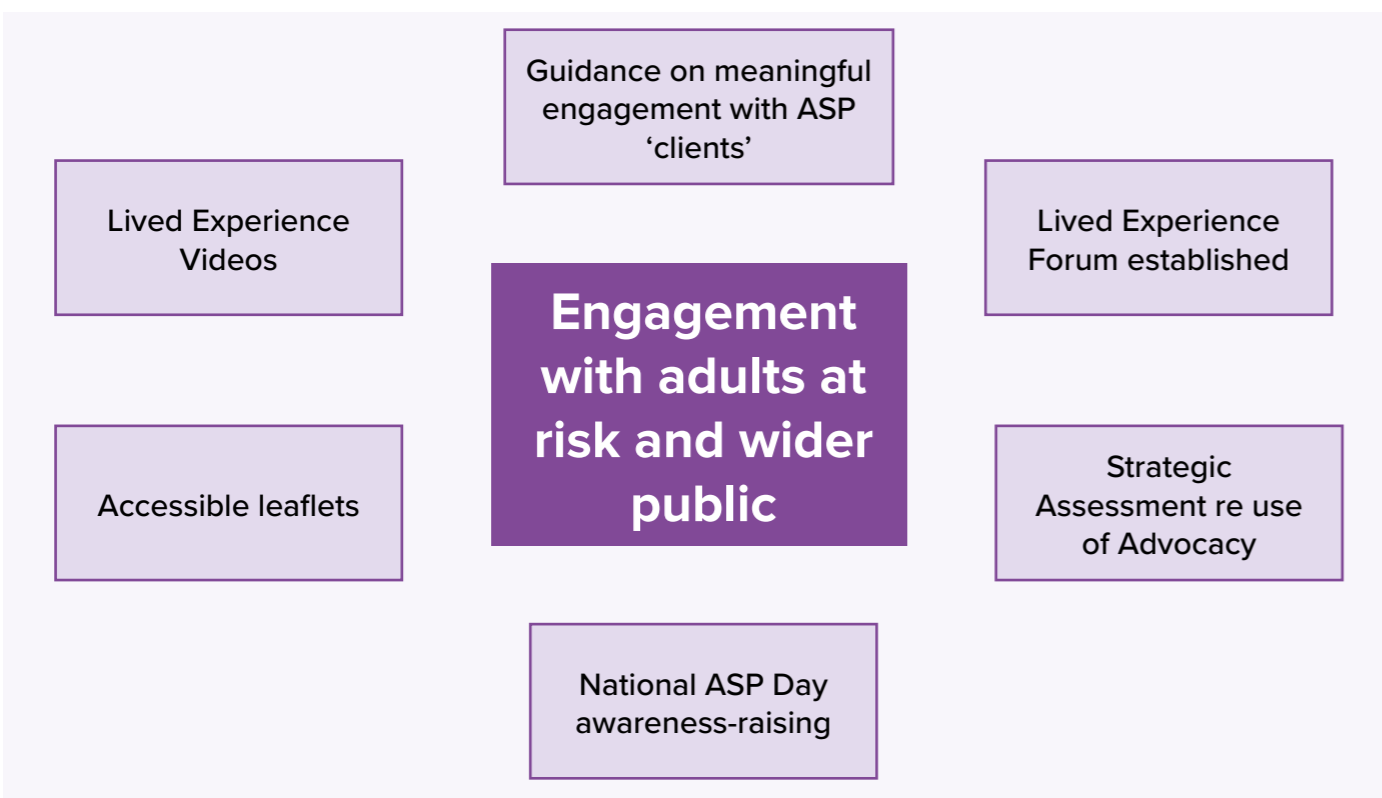 Guidance on meaningful
engagement with ASP
‘clients’
Lived Experience
Videos
Lived Experience
Forum established
Engagement
with adults at
risk and wider
public
Accessible leaflets
Strategic
Assessment re use
of Advocacy
National ASP Day
awareness-raising